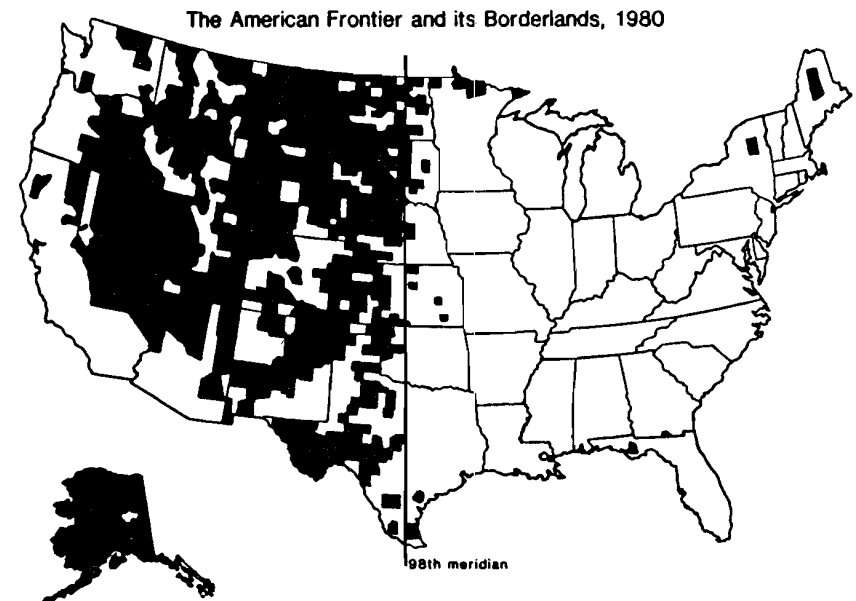 The American Frontier and its Borderlands, 1980
98th meridian